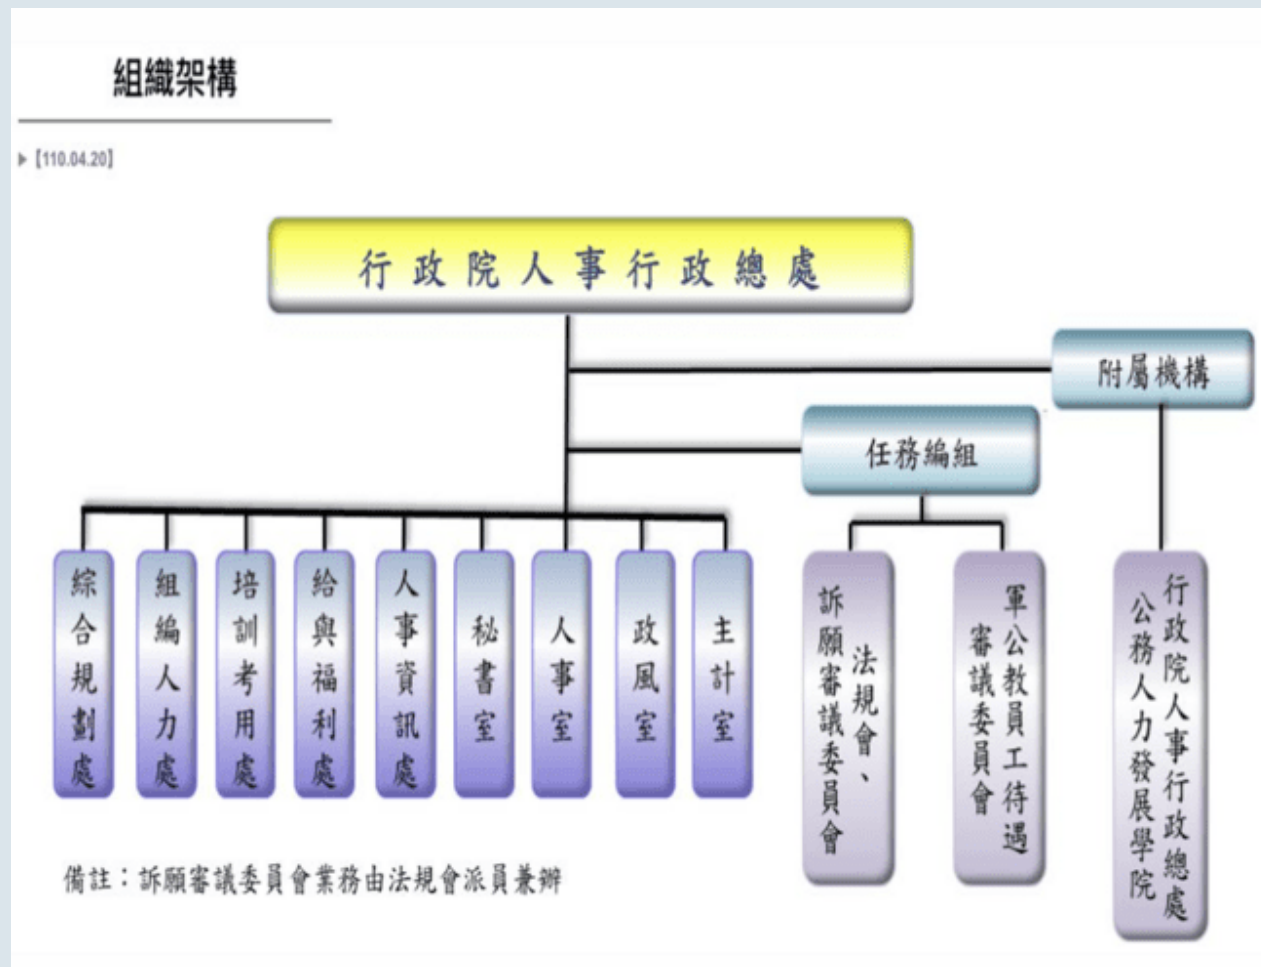 組織架構
【110.04.20】
行政院人事行政總處
附屬機構
任務編組
綜合規劃處
組編人力處
培訓考用處
給與福利處
人事資訊處
秘書室
人事室
政風室
主計室
法規會、
訴願審議委員會
軍公教員工待遇
審議委員會
行政院人事行政總處
公務人力發展學院
備註：訴願審議委員會業務由法規會派員兼辦